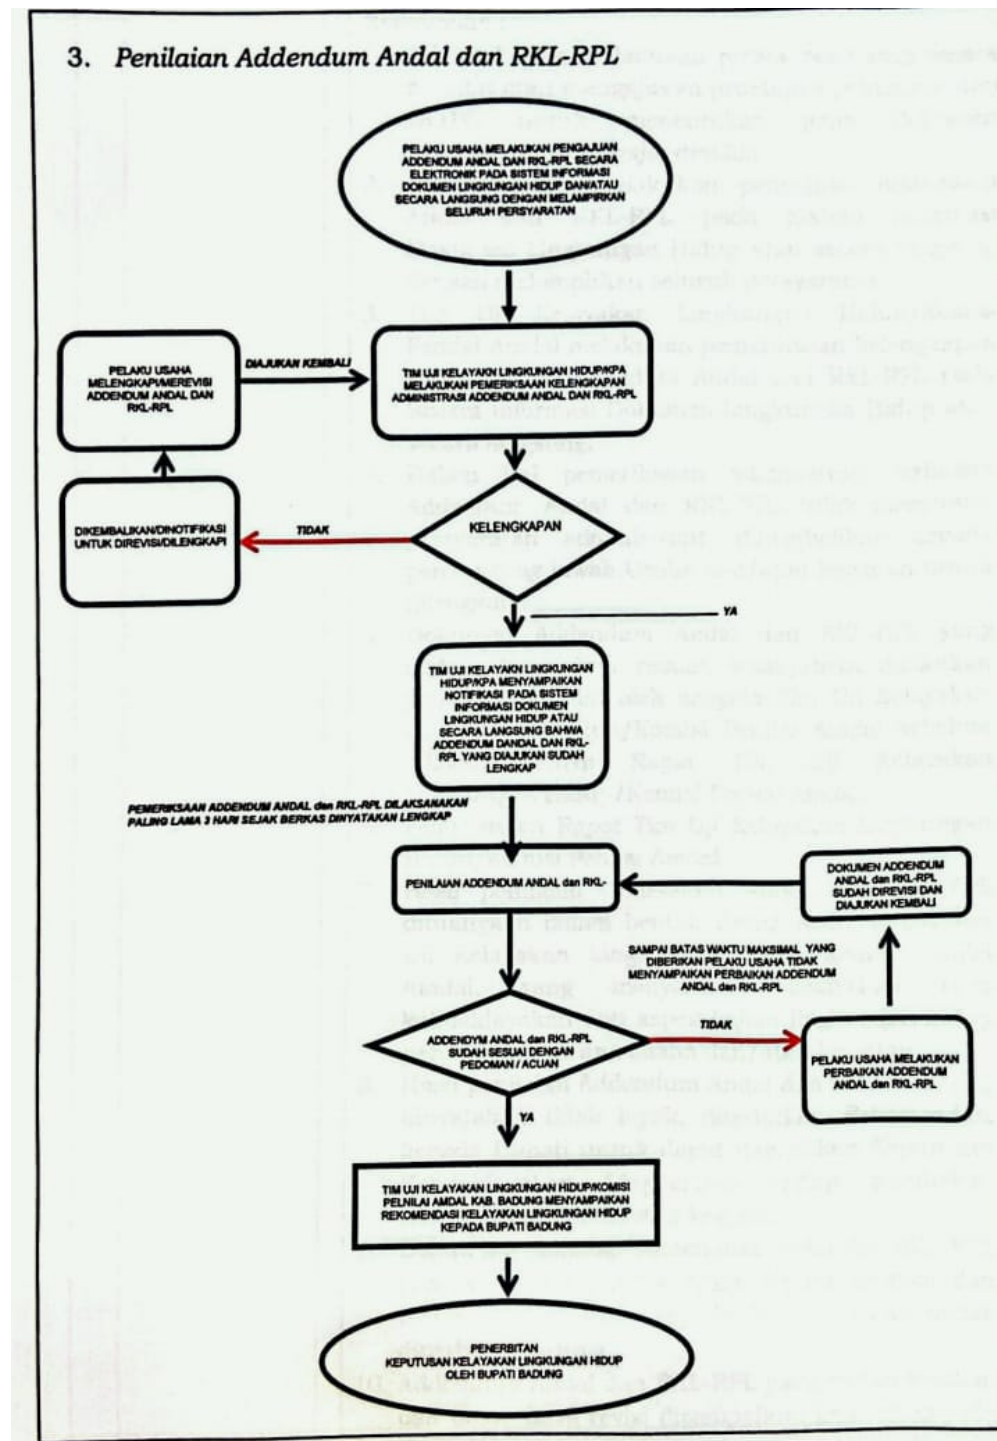 3. Penilaian Addendum Andal dan RKL-RPL
PELAKU USAHA MELAKUKAN PENGAJUAN
ADDENDUM ANDAL DAN RKL-RPL SECARA
ELEKTRONIK PADA SISTEM INFORMASI
DOKUMEN LINGKUNGAN HIDUP DAN/ATAU
SECARA LANGSUNG DENGAN MELAMPIRKAN
SELURUH PERSYARATAN
PELAKU USAHA
MELENGKAPI/MEREVISI
ADDENDUM ANDAL DAN
RKL-RPL
DIAJUKAN KEMBALI
TIM UJI KELAYAKN LINGKUNGAN HIDUP/KPA
MELAKUKAN PEMERIKSAAN KELENGKAPAN
ADMINISTRASI ADDENDUM ANDAL DAN RKL-RPL
DIKEMBALIKAN/DINOTIFIKASI
UNTUK DIREVISI/DILENGKAPI
TIDAK
KELENGKAPAN
YA
TIM UJI KELAYAKN LINGKUNGAN
HIDUP/KPA MENYAMPAIKAN
NOTIFIKASI PADA SISTEM
INFORMASI DOKUMEN
LINGKUNGAN HIDUP ATAU
SECARA LANGSUNG BAHWA
ADDENDUM DANDAL DAN RKL-
RPL YANG DIAJUKAN SUDAH
LENGKAP
PEMERIKSAAN ADDENDUM ANDAL dan RKL-RPL DILAKSANAKAN
PALING LAMA 3 HARI SEJAK BERKAS DINYATAKAN LENGKAP
PENILAIAN ADDENDUM ANDAL dan RKL-
DOKUMEN ADDENDUM
ANDAL dan RKL-RPL
SUDAH DIREVISI DAN
DIAJUKAN KEMBALI
SAMPAI BATAS WAKTU MAKSIMAL YANG
DIBERIKAN PELAKU USAHA TIDAK
MENYAMPAIKAN PERBAIKAN ADDENDUM
ANDAL dan RKL-RPL
ADDENDYM ANDAL dan RKL-RPL
SUDAH SESUAI DENGAN
PEDOMAN / ACUAN
TIDAK
PELAKU USAHA MELAKUKAN
PERBAIKAN ADDENDUM
ANDAL dan RKL-RPL
YA
TIM UJI KELAYAKAN LINGKUNGAN HIDUP/KOMISI
PELNILAI AMDAL KAB. BADUNG MENYAMPAIKAN
REKOMENDASI KELAYAKAN LINGKUNGAN HIDUP
KEPADA BUPATI BADUNG
PENERBITAN
KEPUTUSAN KELAYAKAN LINGKUNGAN HIDUP
OLEH BUPATI BADUNG